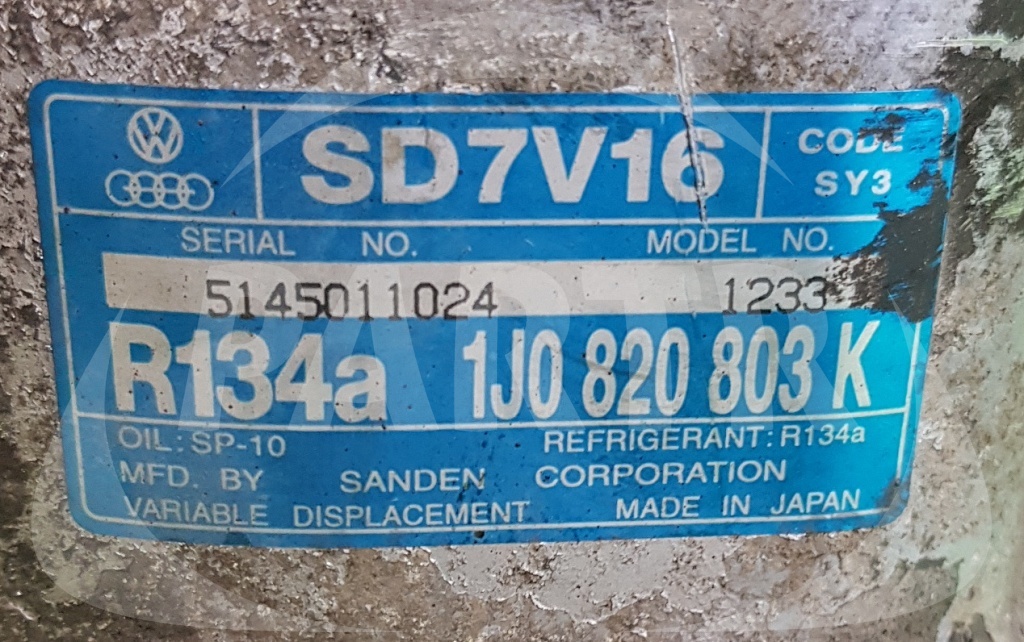 SD7V16
CODE
SY3
SERIAL NO. MODEL NO.
5145011024 1233
R134a 1J0 820 803 K
OIL: SP-10 REFRIGERANT: R134a
MFD. BY SANDEN CORPORATION
VARIABLE DISPLACEMENT MADE IN JAPAN